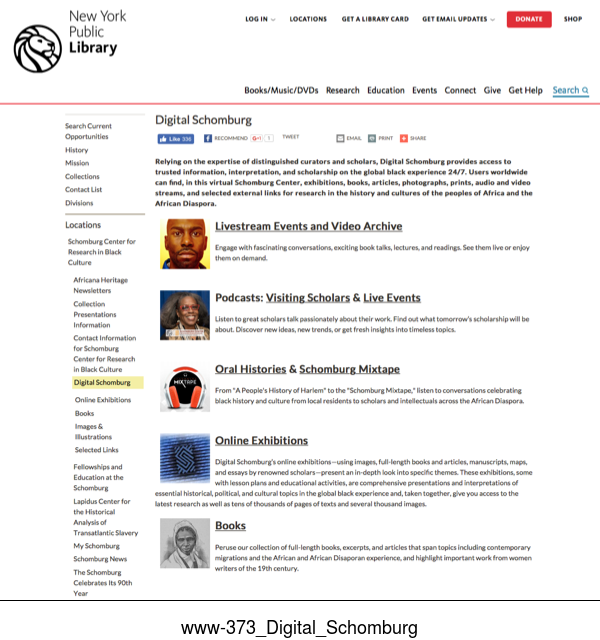 New York
Public
Library
LOG IN
LOCATIONS
GET A LIBRARY CARD
GET EMAIL UPDATES
DONATE
SHOP
Books/Music/DVDs Research Education Events Connect Give Get Help Search
Search Current
Opportunities
History
Mission
Collections
Contact List
Divisions
Locations
Schomburg Center for
Research in Black
Culture
Africana Heritage
Newsletters
Collection
Presentations
Information
Contact Information
for Schomburg
Center for Research
in Black Culture
Digital Schomburg
Online Exhibitions
Books
Images &
Illustrations
Selected Links
Fellowships and
Education at the
Schomburg
Lapidus Center for
the Historical
Analysis of
Transatlantic Slavery
My Schomburg
Schomburg News
The Schomburg
Celebrates Its 90th
Year
Digital Schomburg
Like 336 RECOMMEND G+1 1 TWEET EMAIL PRINT SHARE
Relying on the expertise of distinguished curators and scholars, Digital Schomburg provides access to
trusted information, interpretation, and scholarship on the global black experience 24/7. Users worldwide
can find, in this virtual Schomburg Center, exhibitions, books, articles, photographs, prints, audio and video
streams, and selected external links for research in the history and cultures of the peoples of Africa and the
African Diaspora.
Livestream Events and Video Archive
Engage with fascinating conversations, exciting book talks, lectures, and readings. See them live or enjoy
them on demand.
Podcasts: Visiting Scholars & Live Events
Listen to great scholars talk passionately about their work. Find out what tomorrow's scholarship will be
about. Discover new ideas, new trends, or get fresh insights into timeless topics.
MIXTAPE
Oral Histories & Schomburg Mixtape
From "A People's History of Harlem" to the "Schomburg Mixtape," listen to conversations celebrating
black history and culture from local residents to scholars and intellectuals across the African Diaspora.
Online Exhibitions
Digital Schomburg's online exhibitions—using images, full-length books and articles, manuscripts, maps,
and essays by renowned scholars—present an in-depth look into specific themes. These exhibitions, some
with lesson plans and educational activities, are comprehensive presentations and interpretations of
essential historical, political, and cultural topics in the global black experience and, taken together, give you access to the
latest research as well as tens of thousands of pages of texts and several thousand images.
Books
Peruse our collection of full-length books, excerpts, and articles that span topics including contemporary
migrations and the African and African Disaporan experience, and highlight important work from women
writers of the 19th century.
www-373_Digital_Schomburg